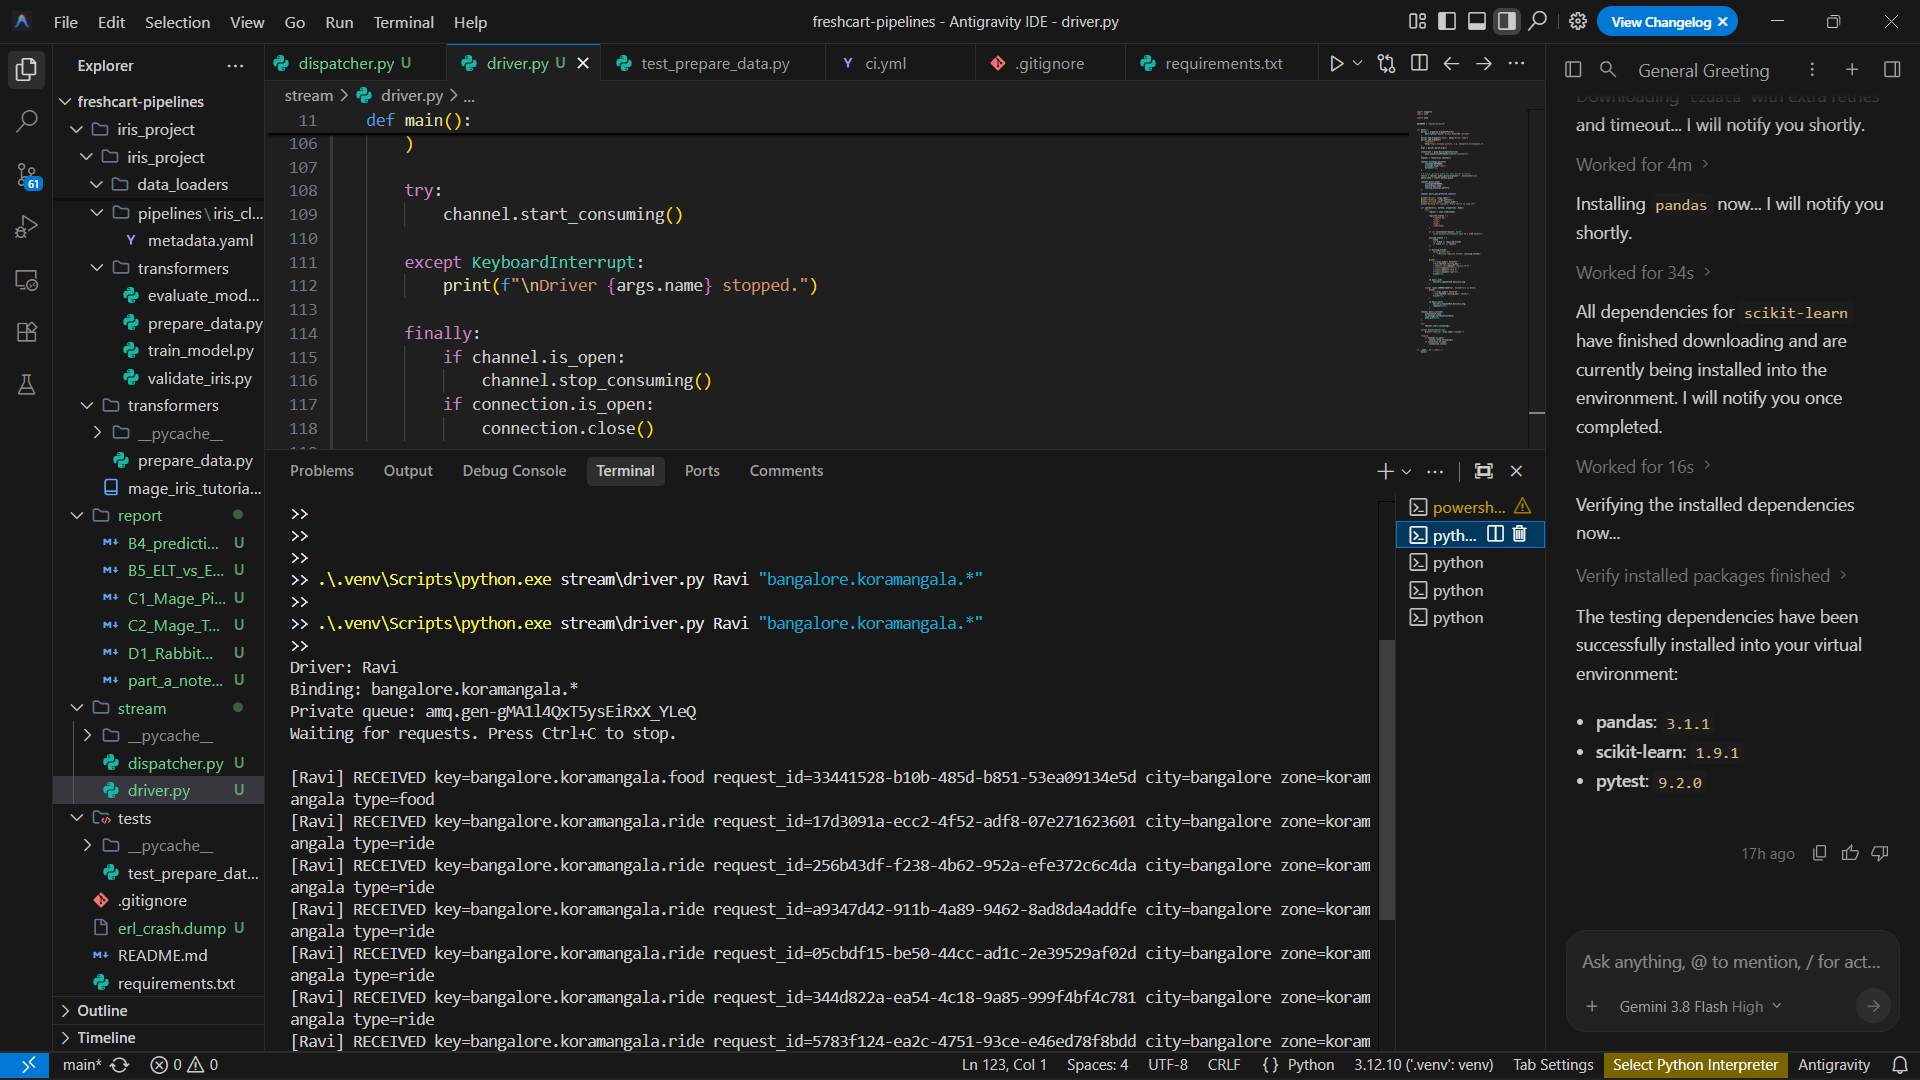 File Edit Selection View Go Run Terminal Help
freshcart-pipelines - Antigravity IDE - driver.py
View Changelog ×
Explorer
freshcart-pipelines
iris_project
iris_project
data_loaders
pipelines\iris_cl...
metadata.yaml
transformers
evaluate_mod...
prepare_data.py
train_model.py
validate_iris.py
transformers
__pycache__
prepare_data.py
mage_iris_tutoria...
report
B4_predicti... U
B5_ELT_vs_E... U
C1_Mage_Pi... U
C2_Mage_T... U
D1_Rabbit... U
part_a_note... U
stream
__pycache__
dispatcher.py U
driver.py U
tests
__pycache__
test_prepare_dat...
.gitignore
erl_crash.dump U
README.md
requirements.txt
Outline
Timeline
61
dispatcher.py U
driver.py U
test_prepare_data.py
ci.yml
.gitignore
requirements.txt
stream > driver.py > ...
11 def main():
106 )
107
108 try:
109 channel.start_consuming()
110
111 except KeyboardInterrupt:
112 print(f"\nDriver {args.name} stopped.")
113
114 finally:
115 if channel.is_open:
116 channel.stop_consuming()
117 if connection.is_open:
118 connection.close()
Problems Output Debug Console Terminal Ports Comments
>>
>>
>>
>> .\.venv\Scripts\python.exe stream\driver.py Ravi "bangalore.koramangala.*"
>>
>> .\.venv\Scripts\python.exe stream\driver.py Ravi "bangalore.koramangala.*"
>>
Driver: Ravi
Binding: bangalore.koramangala.*
Private queue: amq.gen-gMA1l4QxT5ysEiRxX_YLeQ
Waiting for requests. Press Ctrl+C to stop.
[Ravi] RECEIVED key=bangalore.koramangala.food request_id=33441528-b10b-485d-b851-53ea09134e5d city=bangalore zone=koram
angala type=food
[Ravi] RECEIVED key=bangalore.koramangala.ride request_id=17d3091a-ecc2-4f52-adf8-07e271623601 city=bangalore zone=koram
angala type=ride
[Ravi] RECEIVED key=bangalore.koramangala.ride request_id=256b43df-f238-4b62-952a-efe372c6c4da city=bangalore zone=koram
angala type=ride
[Ravi] RECEIVED key=bangalore.koramangala.ride request_id=a9347d42-911b-4a89-9462-8ad8da4addfe city=bangalore zone=koram
angala type=ride
[Ravi] RECEIVED key=bangalore.koramangala.ride request_id=05cbdf15-be50-44cc-ad1c-2e39529af02d city=bangalore zone=koram
angala type=ride
[Ravi] RECEIVED key=bangalore.koramangala.ride request_id=344d822a-ea54-4c18-9a85-999f4bf4c781 city=bangalore zone=koram
angala type=ride
[Ravi] RECEIVED key=bangalore.koramangala.ride request_id=5783f124-ea2c-4751-93ce-e46ed78f8bdd city=bangalore zone=koram
powersh...
pyth...
python
python
python
General Greeting
Downloading tzdata with extra retries
and timeout... I will notify you shortly.
Worked for 4m
Installing pandas now... I will notify you
shortly.
Worked for 34s
All dependencies for scikit-learn
have finished downloading and are
currently being installed into the
environment. I will notify you once
completed.
Worked for 16s
Verifying the installed dependencies
now...
Verify installed packages finished
The testing dependencies have been
successfully installed into your virtual
environment:
• pandas: 3.1.1
• scikit-learn: 1.9.1
• pytest: 9.2.0
17h ago
Ask anything, @ to mention, / for act...
Gemini 3.8 Flash High
main* 0 0
Ln 123, Col 1 Spaces: 4 UTF-8 CRLF {} Python 3.12.10 ('.venv': venv) Tab Settings Select Python Interpreter Antigravity